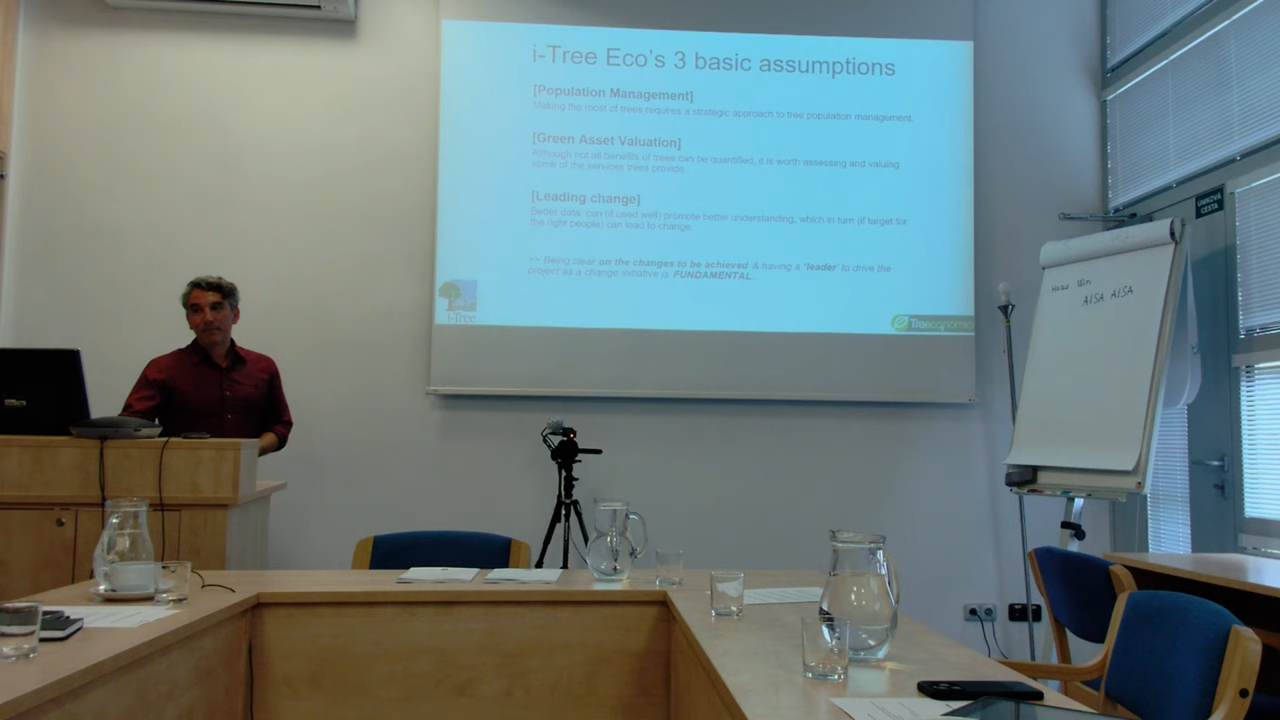 i-Tree Eco's 3 basic assumptions
[Population Management]
Making the most of trees requires a strategic approach to tree population management.
[Green Asset Valuation]
Although not all benefits of trees can be quantified, it is worth assessing and valuing
some of the services trees provide.
[Leading change]
Better data, can (if used well) promote better understanding, which in turn (if target for
the right people) can lead to change
>> Being clear on the changes to be achieved & having a 'leader' to drive the
project as a change initiative is FUNDAMENTAL
i-Tree
Treeconomic
ÚNIKOVÁ
CESTA
Win
AISA AISA